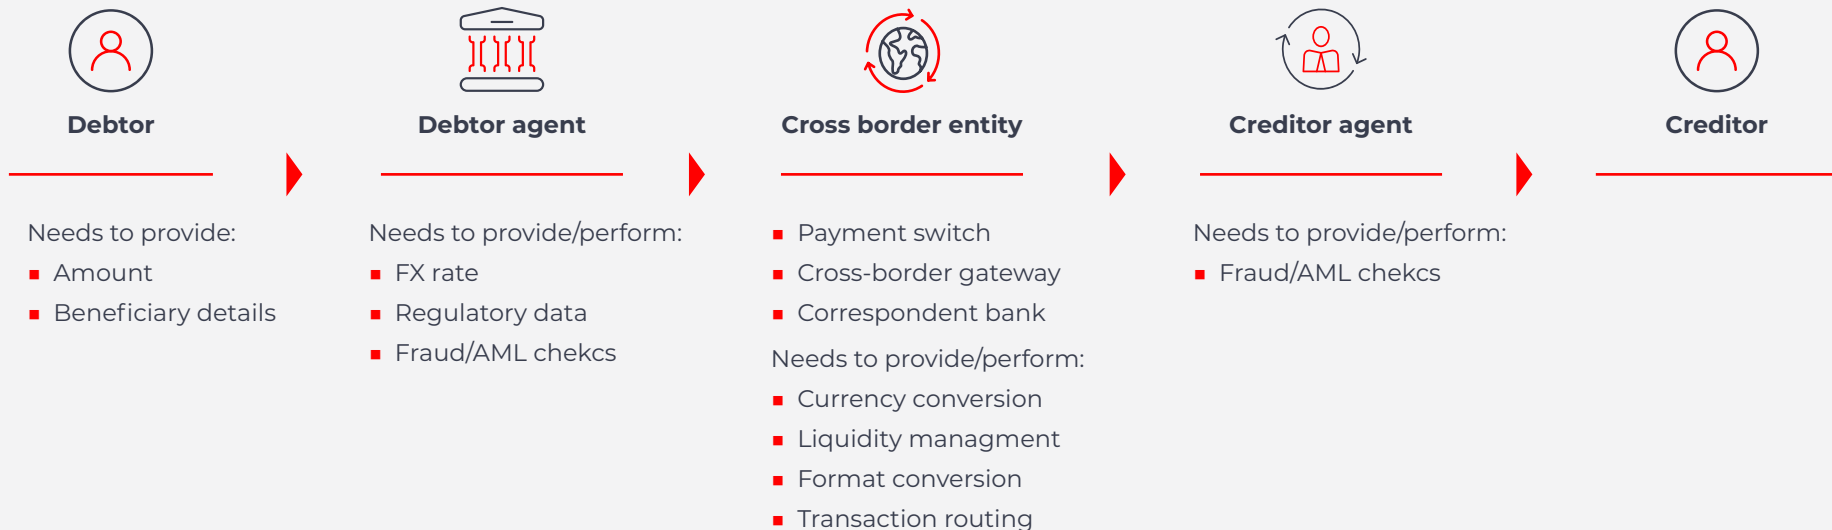 Debtor
Needs to provide:
Amount
Beneficiary details
Debtor agent
Needs to provide/perform:
FX rate
Regulatory data
Fraud/AML chekcs
Cross border entity
Payment switch
Cross-border gateway
Correspondent bank
Needs to provide/perform:
Currency conversion
Liquidity managment
Format conversion
Transaction routing
Creditor agent
Needs to provide/perform:
Fraud/AML chekcs
Creditor